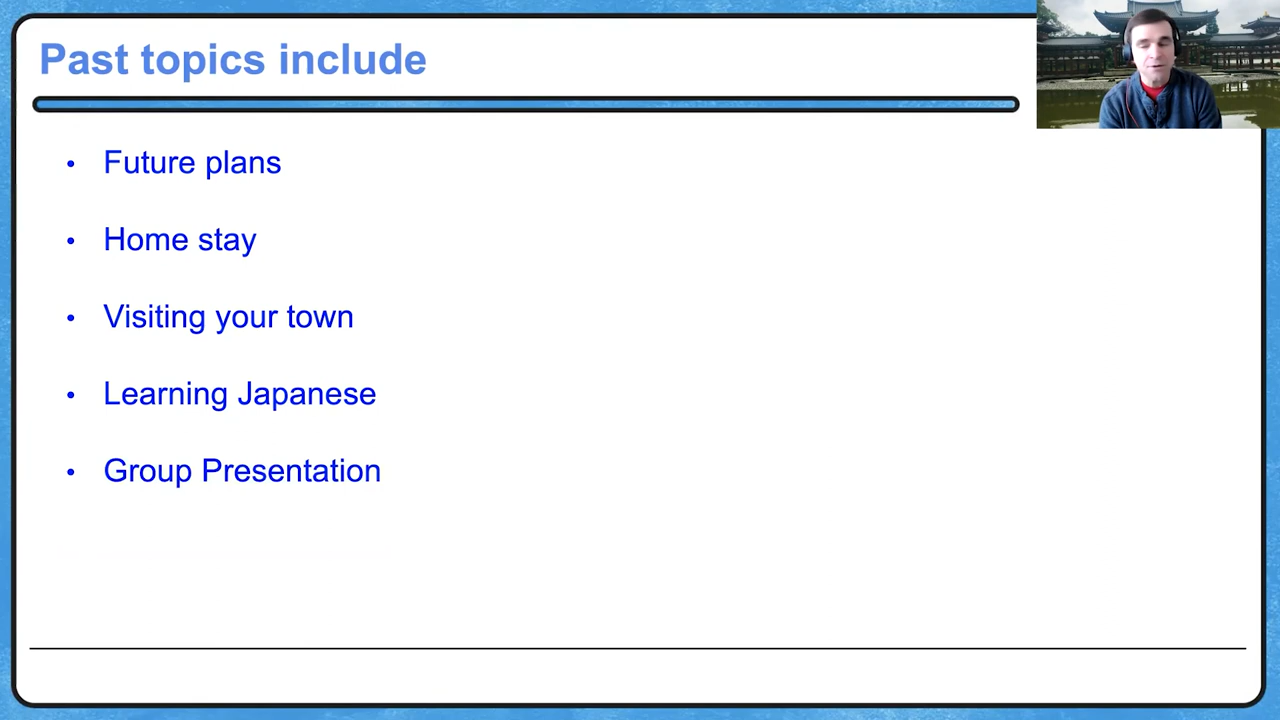 Past topics include
• Future plans
• Home stay
• Visiting your town
• Learning Japanese
• Group Presentation